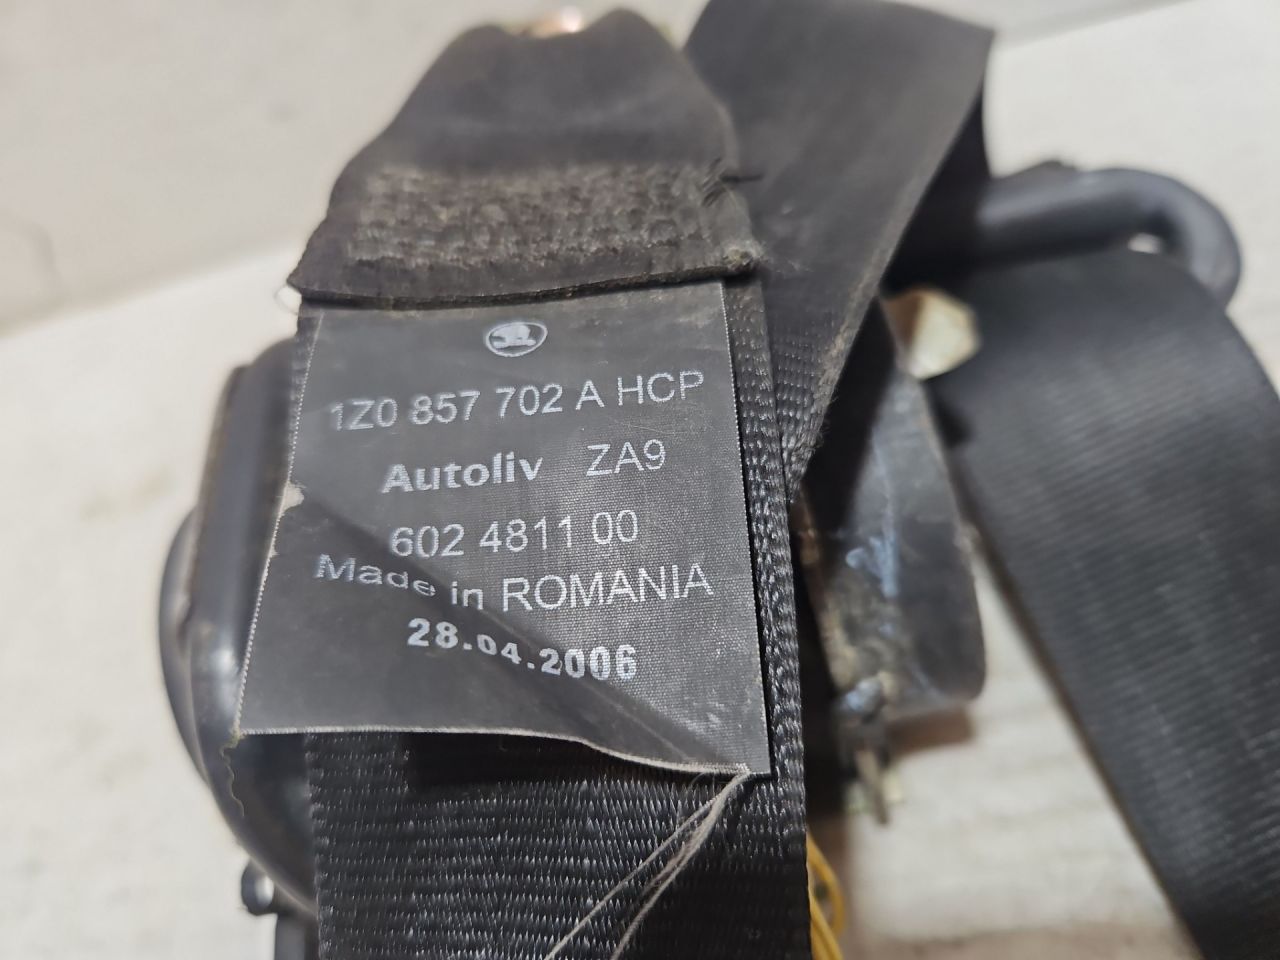 1Z0 857 702 A HCP
Autoliv ZA9
602 4811 00
Made in ROMANIA
28.04.2006